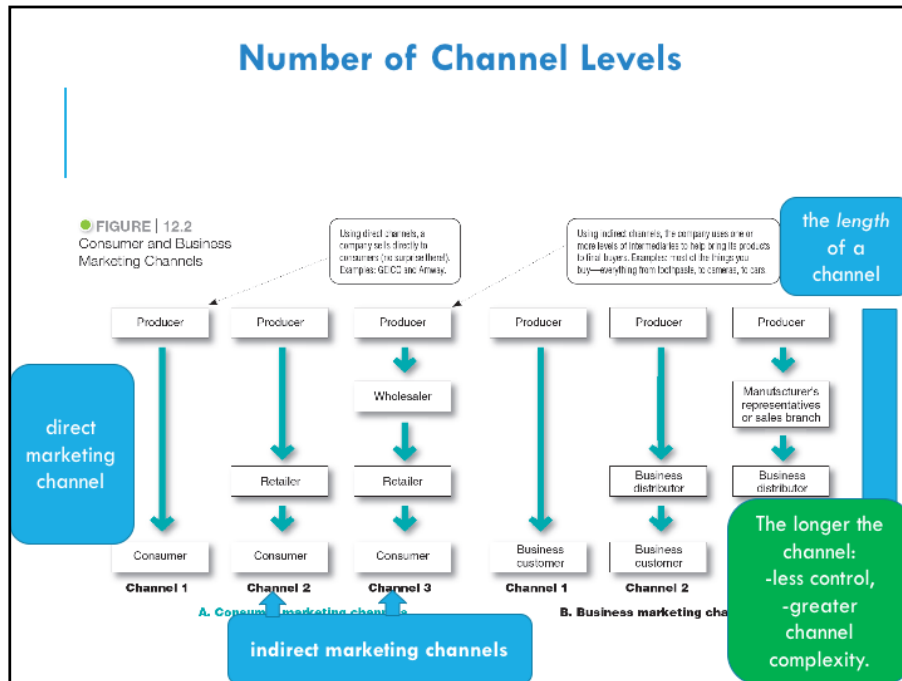 Number of Channel Levels
FIGURE | 12.2
Consumer and Business
Marketing Channels
Using direct channels, a
company sells directly to
consumers (no surprise there!).
Examples: GEICO and Amway.
Using indirect channels, the company uses one or
more levels of intermediaries to help bring its products
to final buyers. Examples: most of the things you
buy—everything from toothpaste, to cameras, to cars.
the length
of a
channel
Producer
Producer
Producer
Producer
Producer
Producer
Wholesaler
Manufacturer's
representatives
or sales branch
direct
marketing
channel
Retailer
Retailer
Business
distributor
Business
distributor
Consumer
Consumer
Consumer
Business
customer
Business
customer
Channel 1
Channel 2
Channel 3
Channel 1
Channel 2
The longer the
channel:
-less control,
-greater
channel
complexity.
A. Consumer marketing channels
B. Business marketing cha
indirect marketing channels